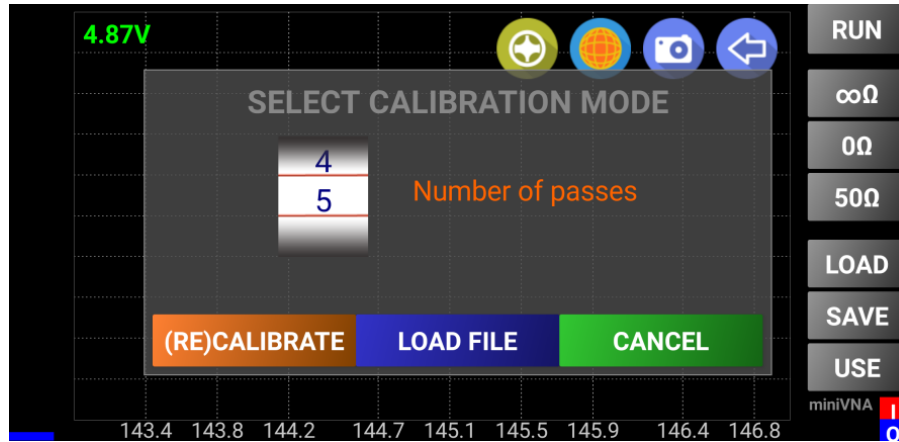 4.87V
RUN
SELECT CALIBRATION MODE
∞Ω
4
0Ω
5
Number of passes
50Ω
LOAD
(RE)CALIBRATE LOAD FILE CANCEL
SAVE
USE
miniVNA
I
Q
143.4 143.8 144.2 144.7 145.1 145.5 145.9 146.4 146.8